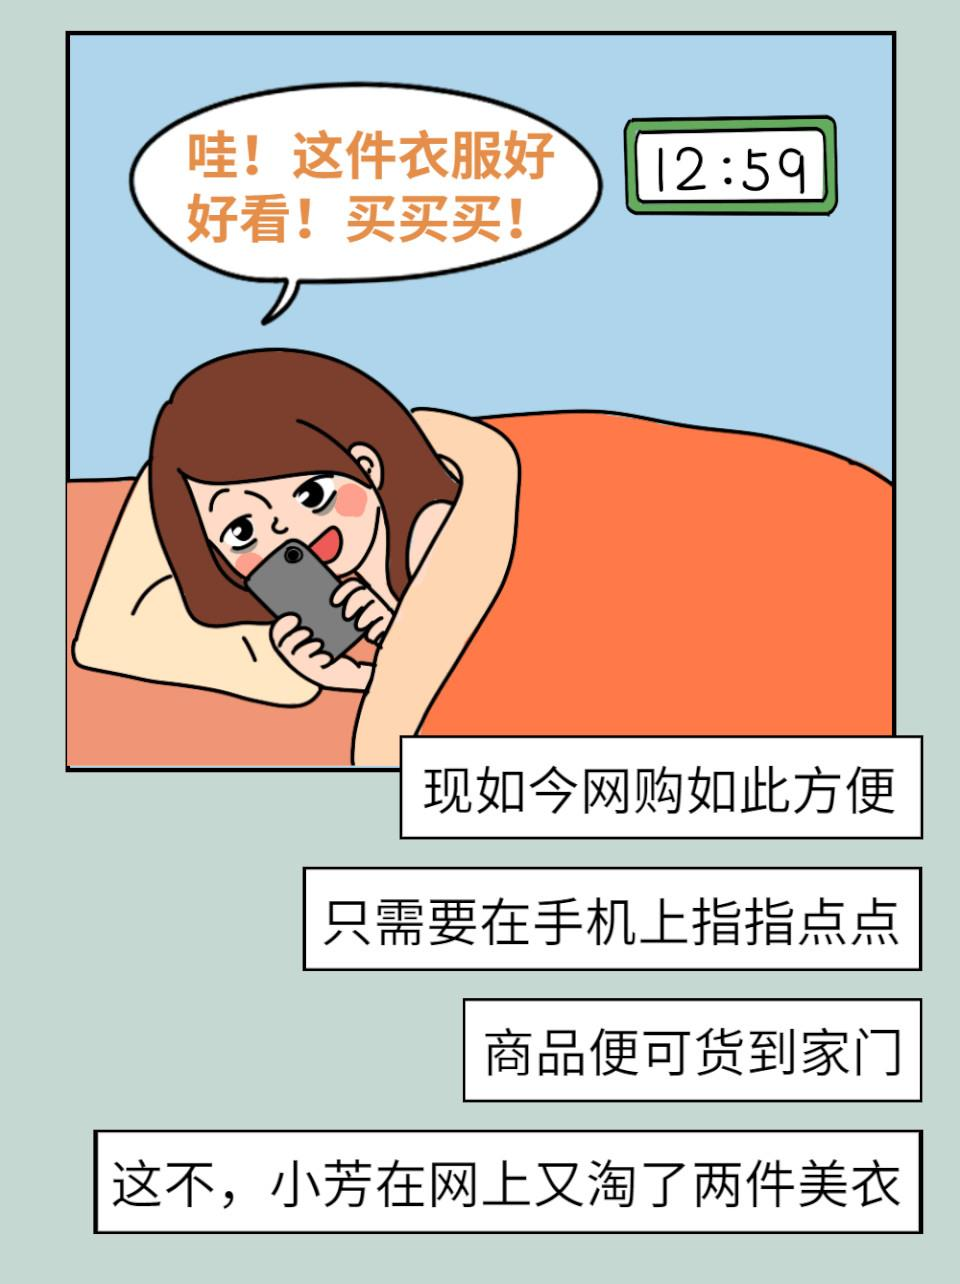 哇！这件衣服好
好看！买买买！
12:59
现如今网购如此方便
只需要在手机上指指点点
商品便可货到家门
这不，小芳在网上又淘了两件美衣